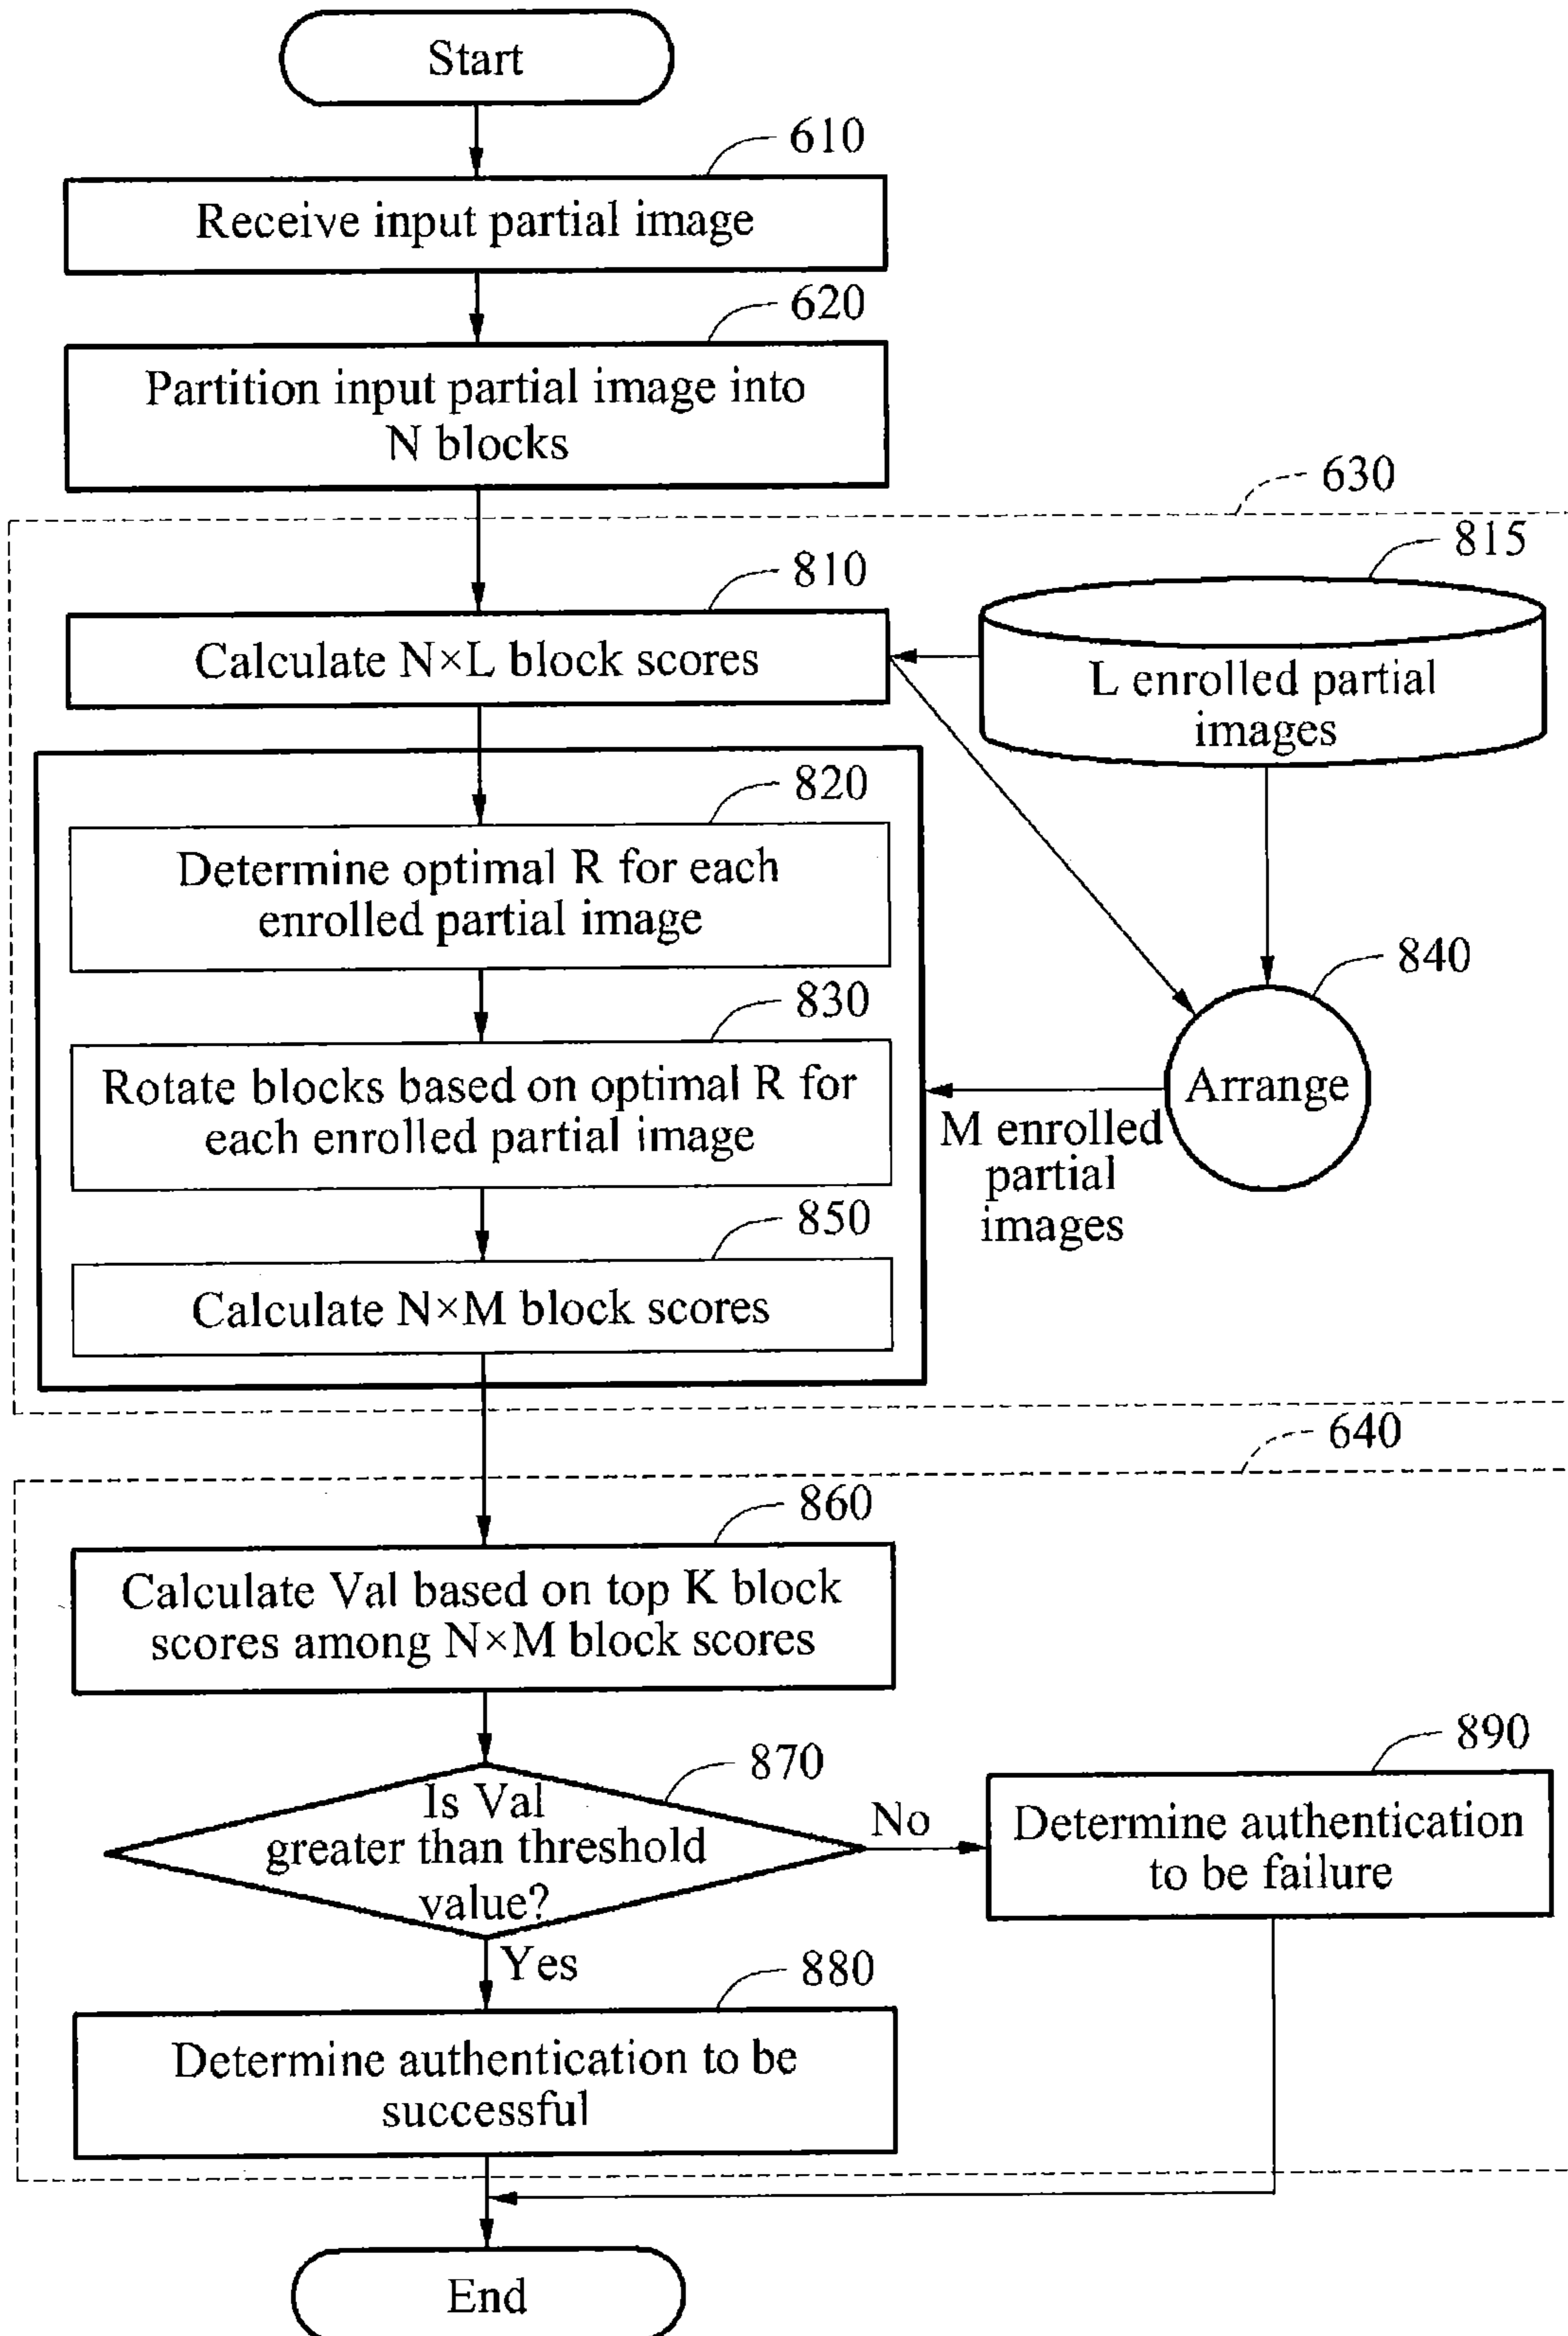 Start
610
Receive input partial image
620
Partition input partial image into
N blocks
630
815
810
Calculate N×L block scores
L enrolled partial
images
820
Determine optimal R for each
enrolled partial image
840
830
Arrange
Rotate blocks based on optimal R for
each enrolled partial image
M enrolled
partial
images
850
Calculate N×M block scores
640
860
Calculate Val based on top K block
scores among N×M block scores
870
Is Val
greater than threshold
value?
No
890
Determine authentication
to be failure
Yes
880
Determine authentication to be
successful
End